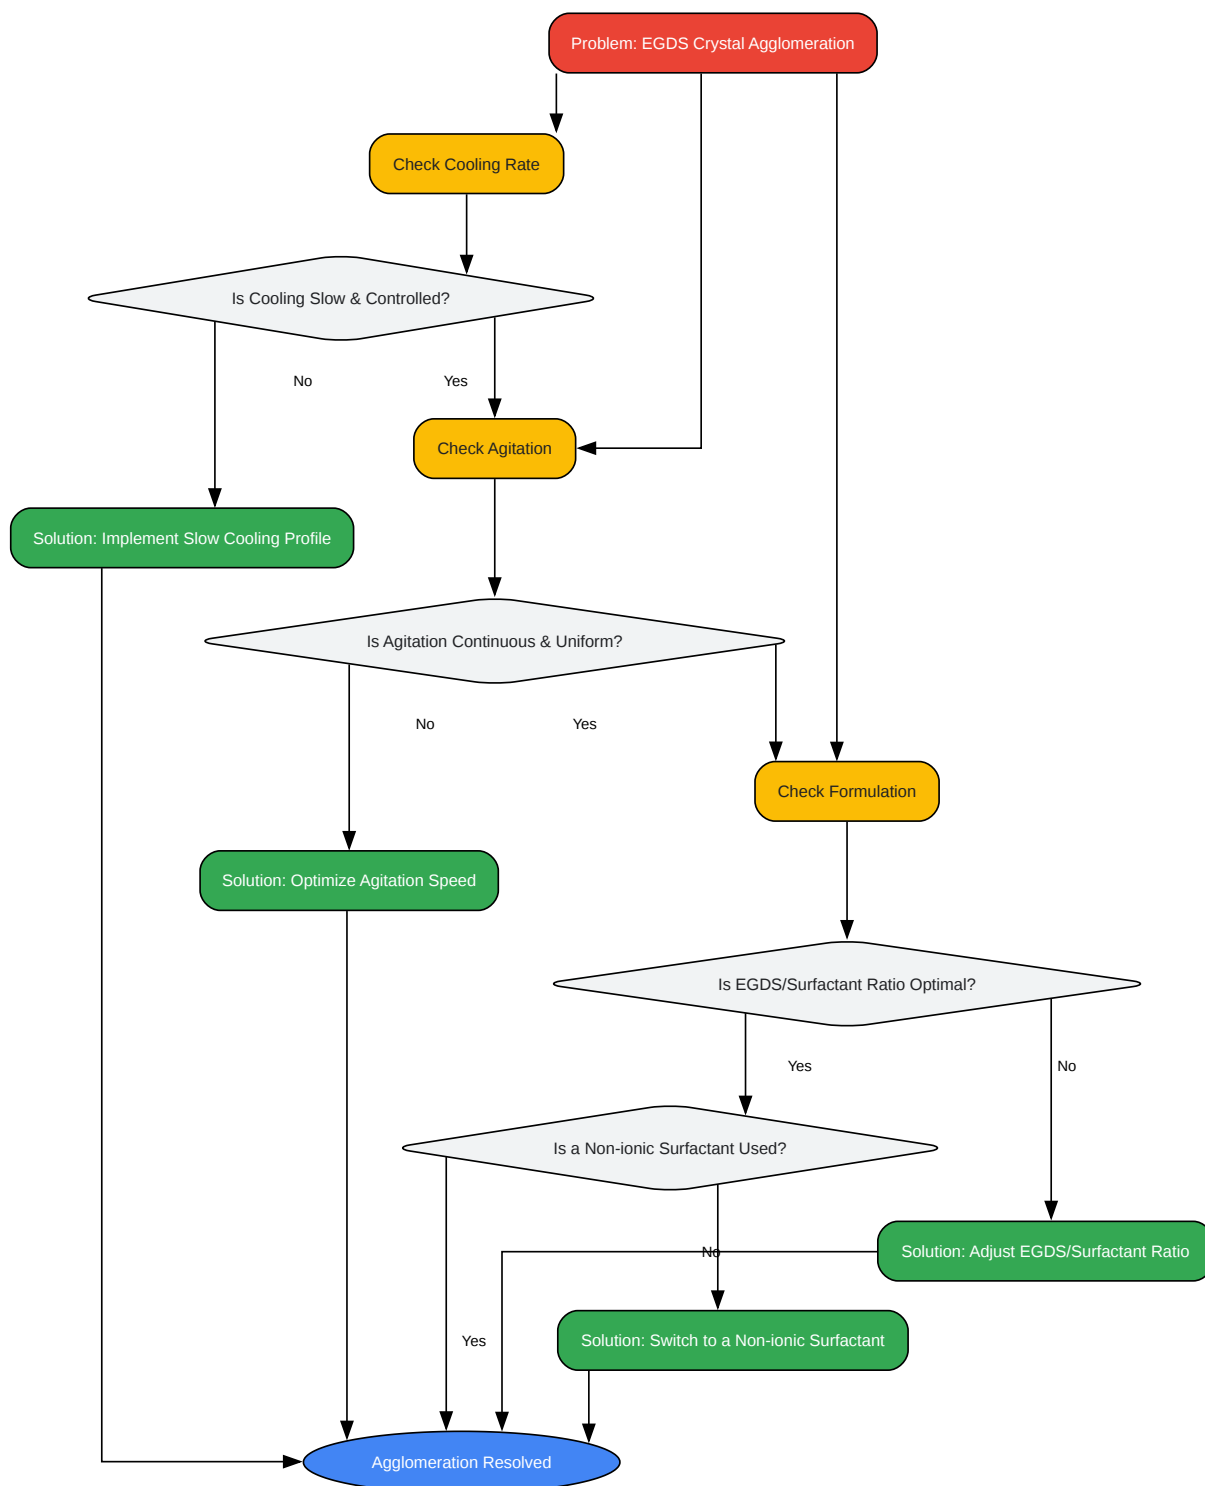 Problem: EGDS Crystal Agglomeration
Check Cooling Rate
Is Cooling Slow & Controlled?
No
Yes
Check Agitation
Solution: Implement Slow Cooling Profile
Is Agitation Continuous & Uniform?
No
Yes
Check Formulation
Solution: Optimize Agitation Speed
Is EGDS/Surfactant Ratio Optimal?
Yes
No
Is a Non-ionic Surfactant Used?
No
Solution: Adjust EGDS/Surfactant Ratio
Yes
Solution: Switch to a Non-ionic Surfactant
Agglomeration Resolved